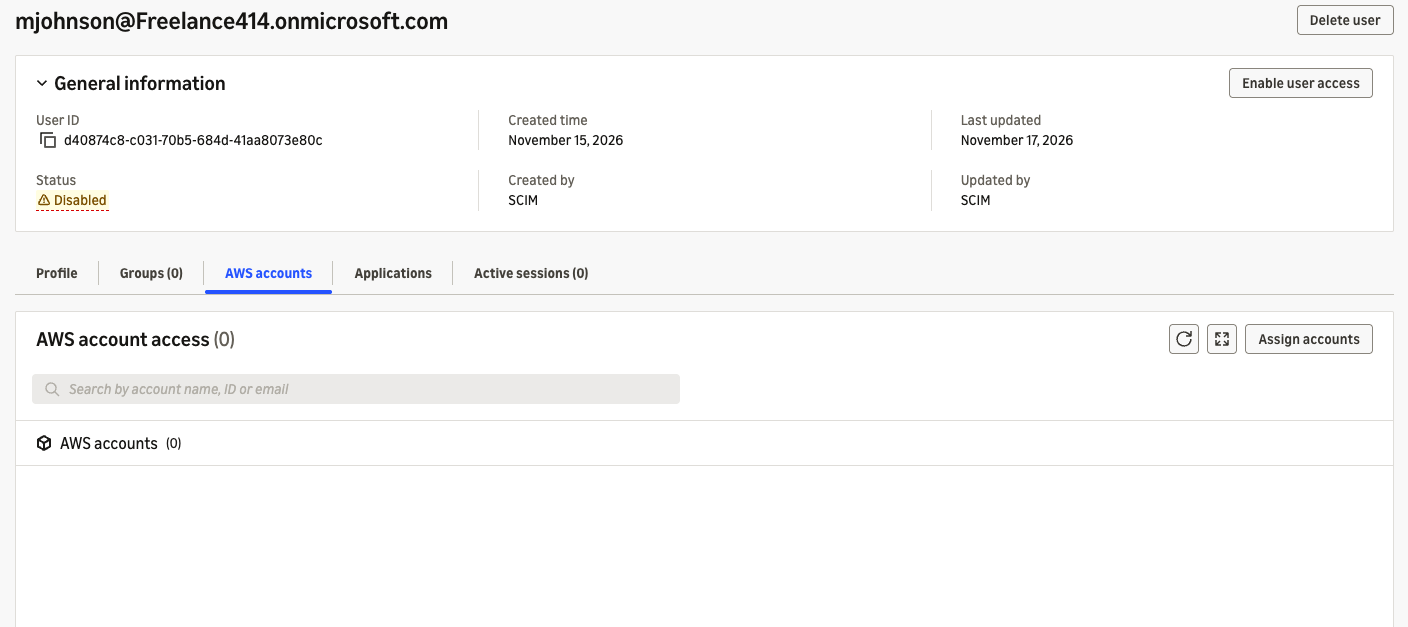 mjohnson@Freelance414.onmicrosoft.com
Delete user
General information
Enable user access
User ID
d40874c8-c031-70b5-684d-41aa8073e80c
Created time
November 15, 2026
Last updated
November 17, 2026
Status
Disabled
Created by
SCIM
Updated by
SCIM
Profile
Groups (0)
AWS accounts
Applications
Active sessions (0)
AWS account access (0)
Assign accounts
Search by account name, ID or email
AWS accounts (0)